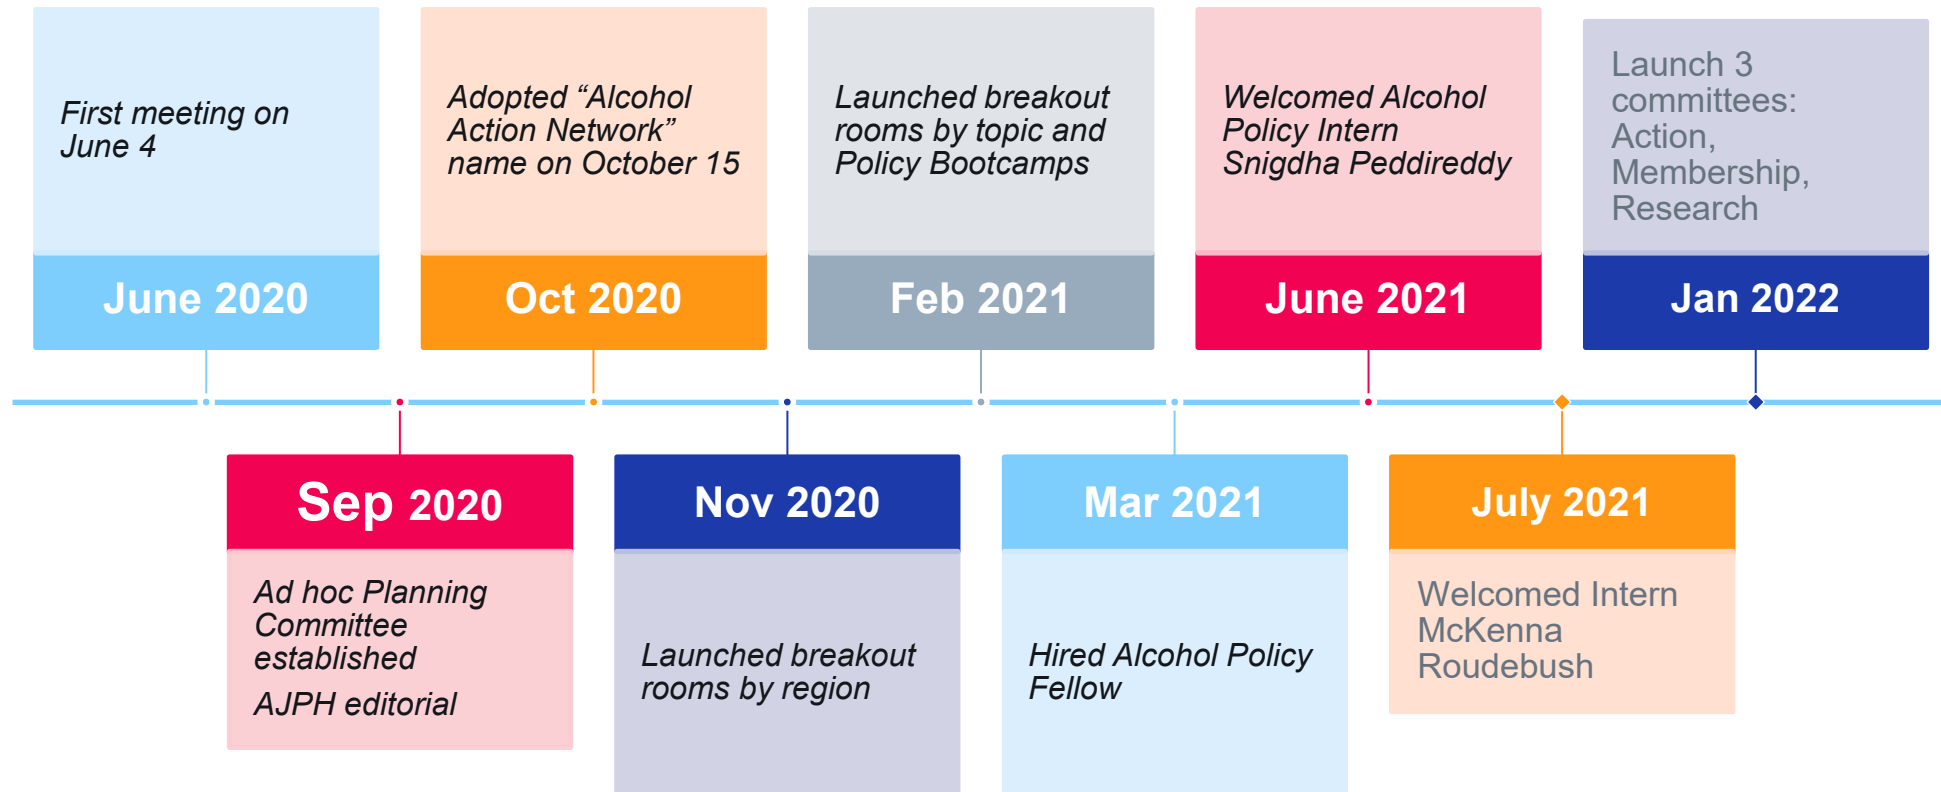 First meeting on
June 4
June 2020
Adopted “Alcohol
Action Network”
name on October 15
Oct 2020
Launched breakout
rooms by topic and
Policy Bootcamps
Feb 2021
Welcomed Alcohol
Policy Intern
Snigdha Peddireddy
June 2021
Launch 3
committees:
Action,
Membership,
Research
Jan 2022
Sep 2020
Ad hoc Planning
Committee
established
AJPH editorial
Nov 2020
Launched breakout
rooms by region
Mar 2021
Hired Alcohol Policy
Fellow
July 2021
Welcomed Intern
McKenna
Roudebush